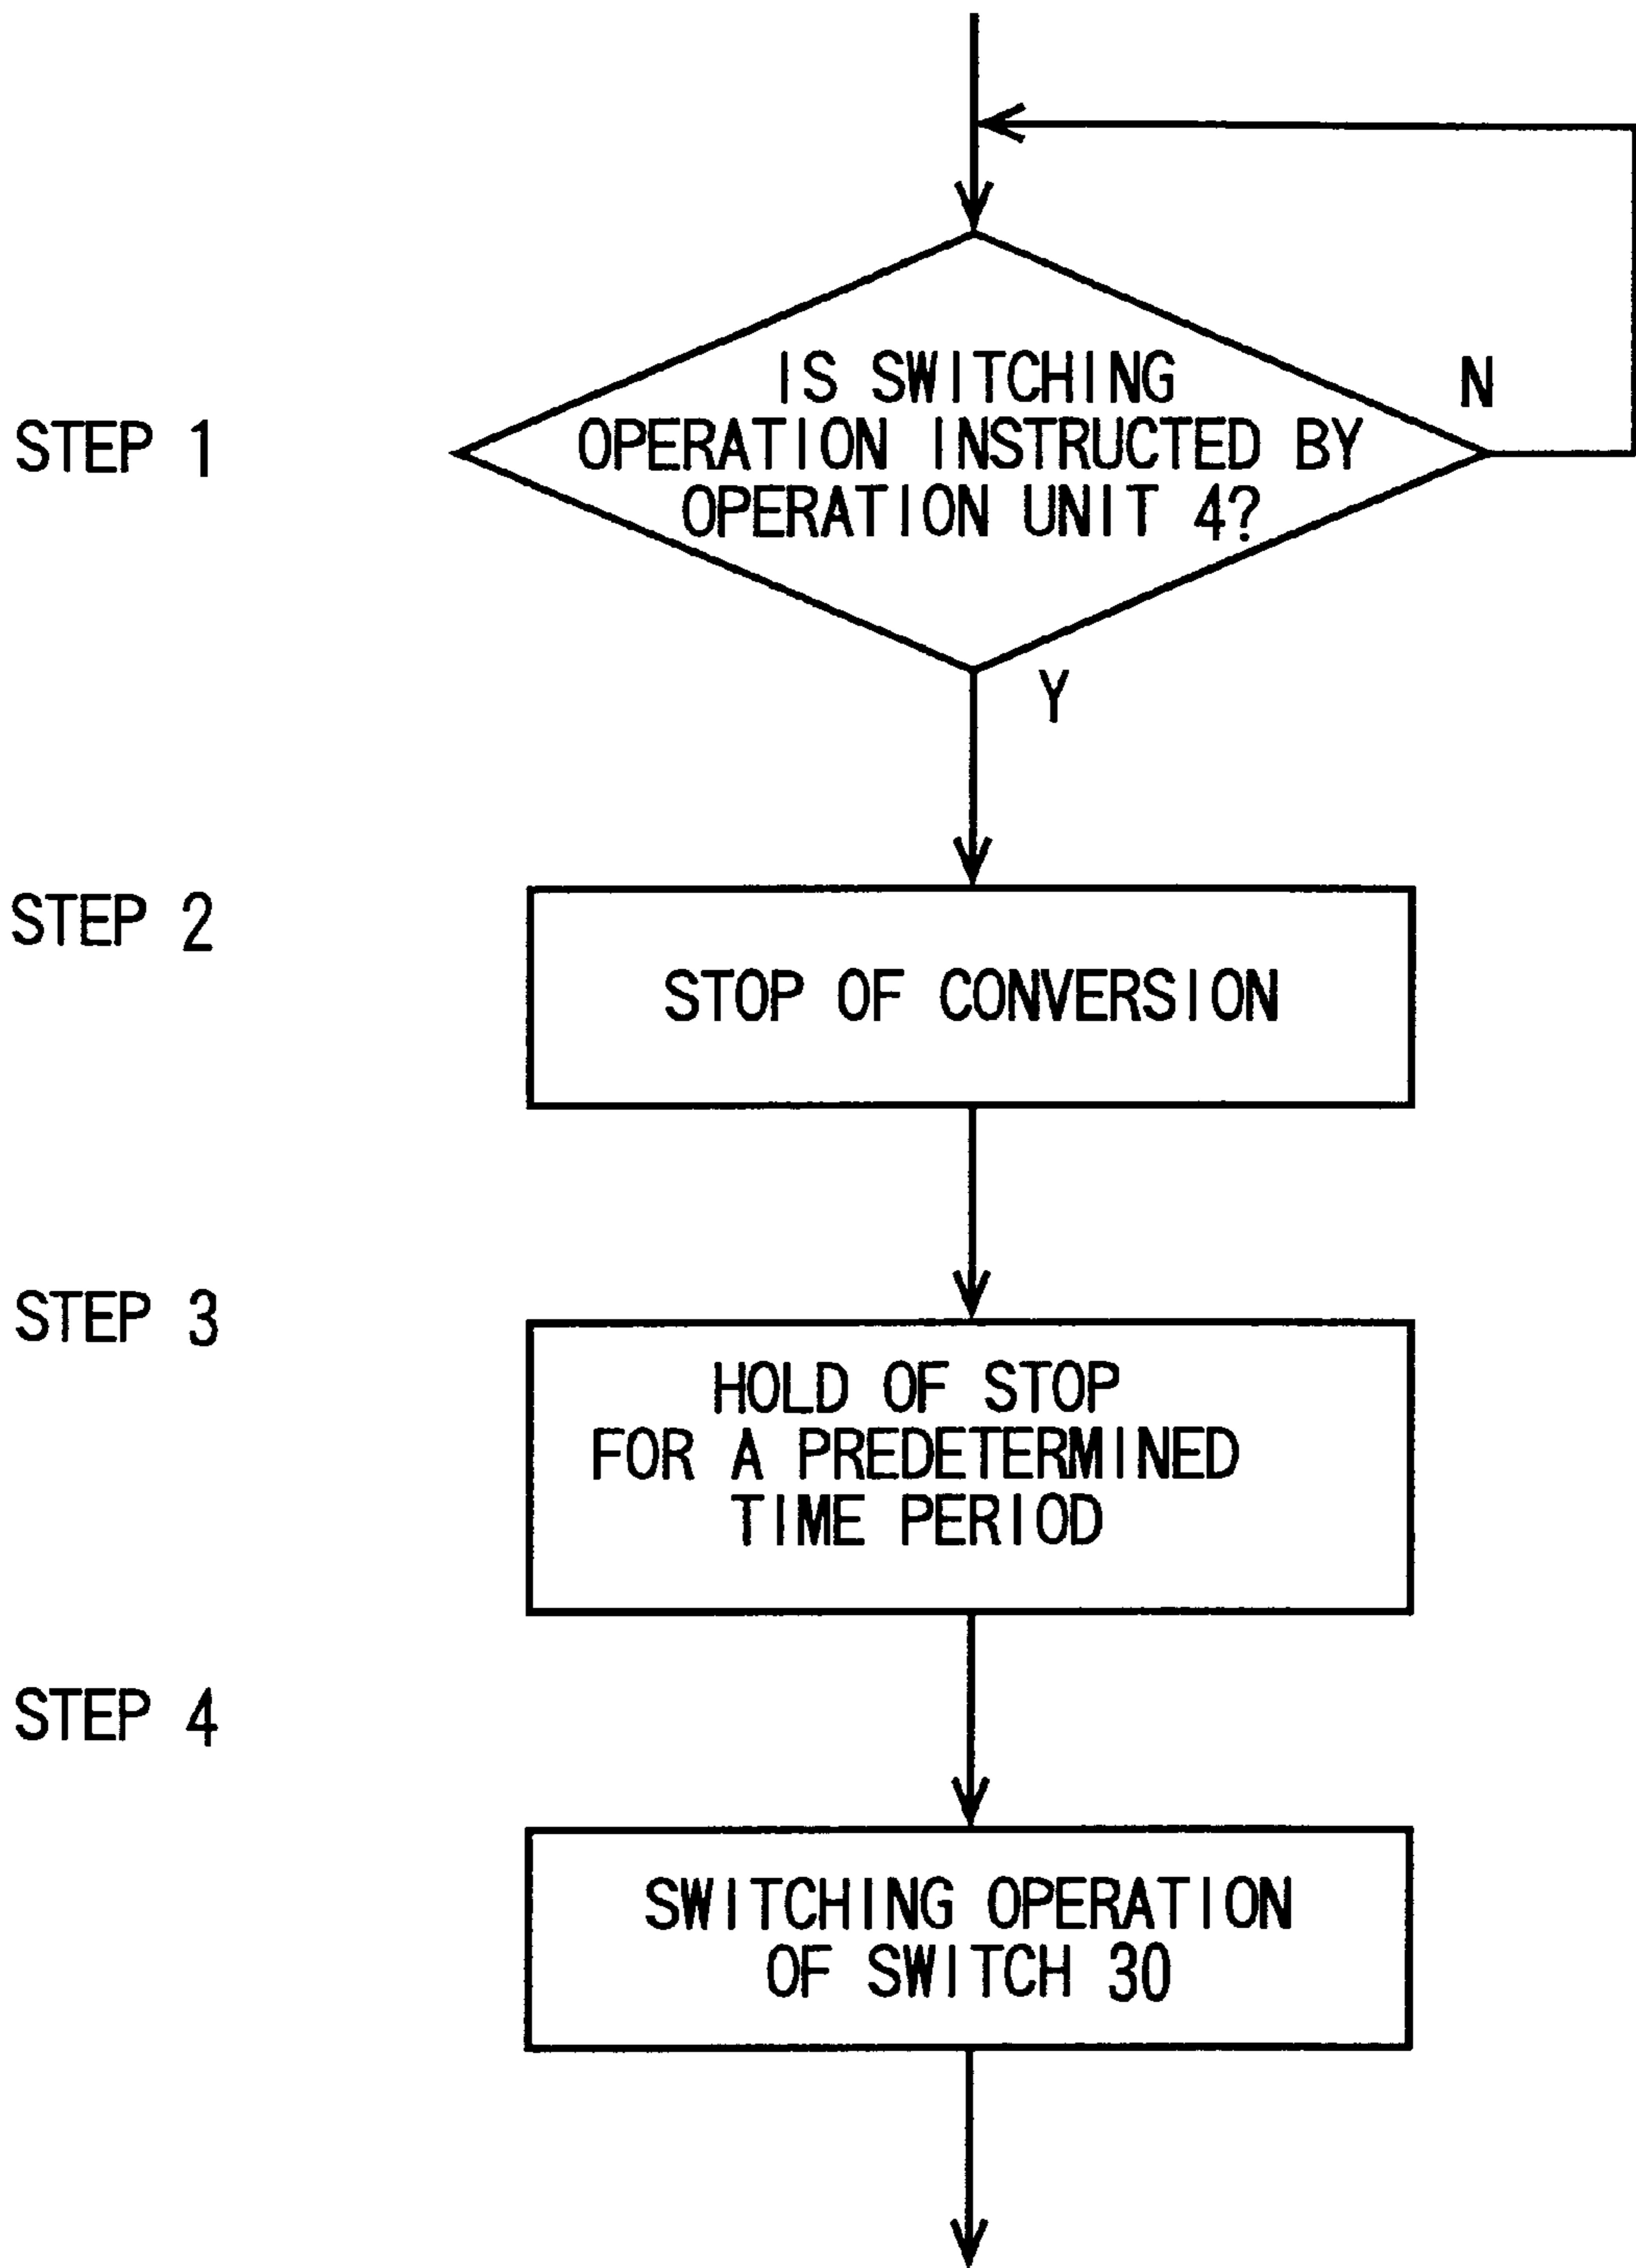 IS SWITCHING
N
STEP 1
OPERATION INSTRUCTED BY
OPERATION UNIT 4?
Y
STEP 2
STOP OF CONVERSION
STEP 3
HOLD OF STOP
FOR A PREDETERMINED
TIME PERIOD
STEP 4
SWITCHING OPERATION
OF SWITCH 30